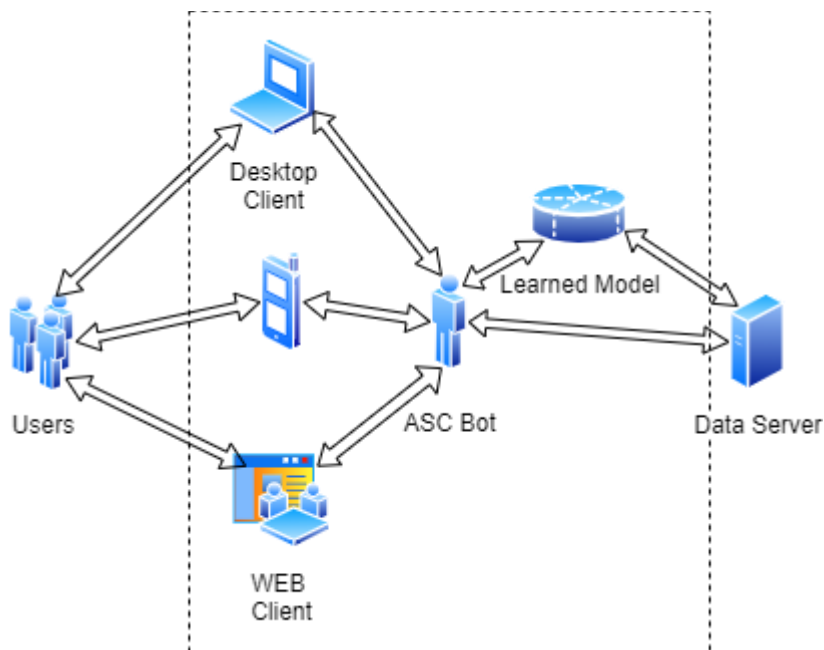 Desktop
Client
Learned Model
Users
ASC Bot
Data Server
WEB
Client